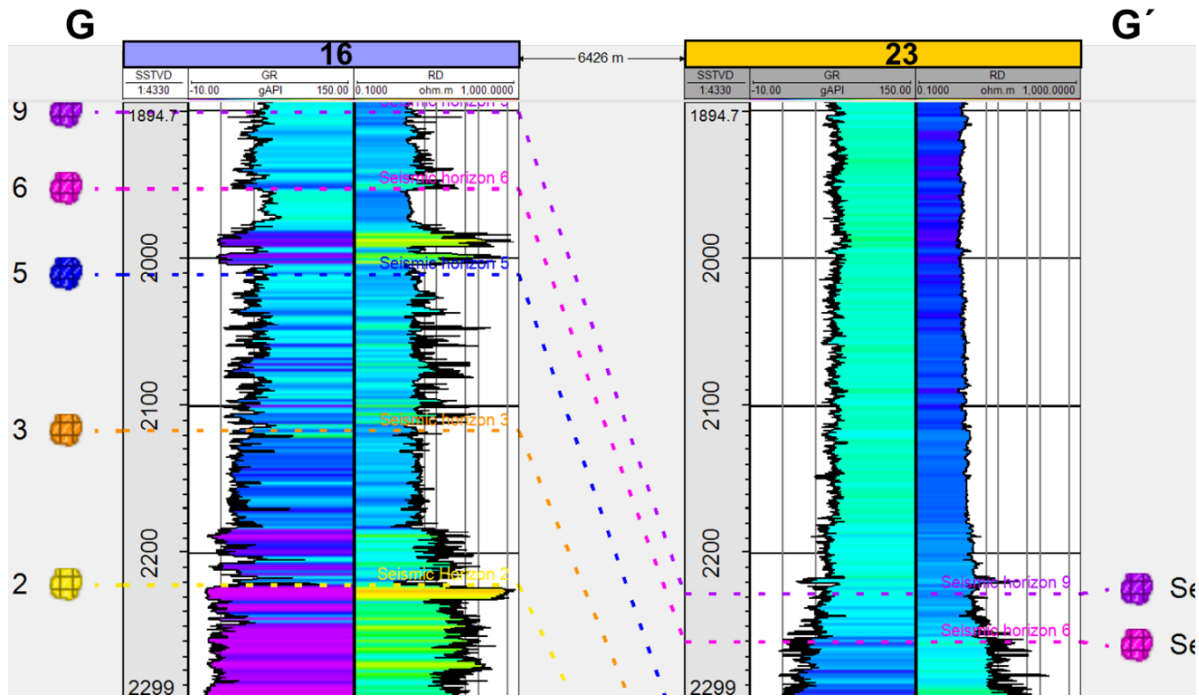 G
G´
16
6426 m
23
SSTVD
1:4330
GR
-10.00 gAPI 150.00
RD
0.1000 ohm.m 1,000.0000
SSTVD
1:4330
GR
-10.00 gAPI 150.00
RD
0.1000 ohm.m 1,000.0000
9
1894.7
1894.7
6
Seismic horizon 6
2000
2000
5
Seismic horizon 5
2100
2100
3
Seismic horizon 3
2200
2200
2
Seismic Horizon 2
Seismic horizon 9
Se
Seismic horizon 6
Se
2299
2299